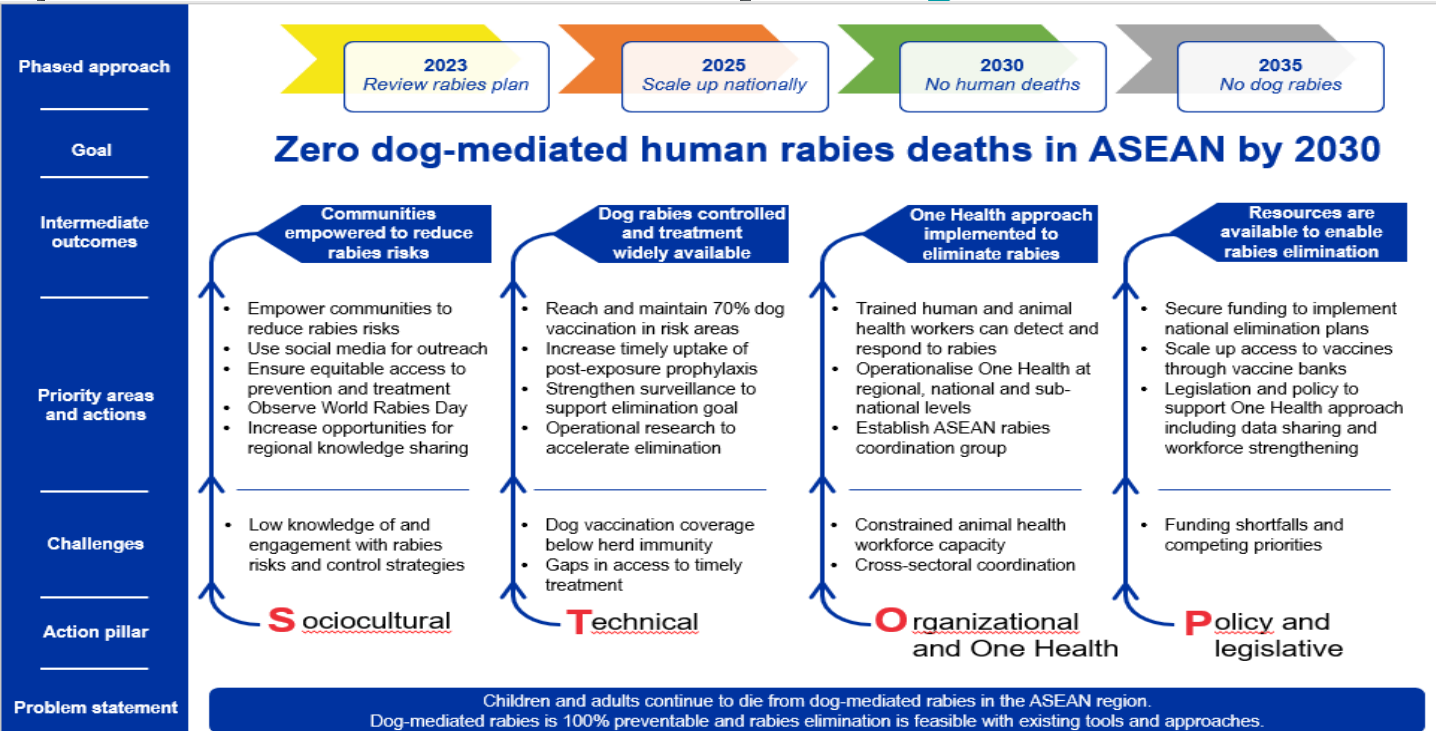 Phased approach
2023
Review rabies plan
2025
Scale up nationally
2030
No human deaths
2035
No dog rabies
Goal
Zero dog-mediated human rabies deaths in ASEAN by 2030
Intermediate
outcomes
Communities
empowered to reduce
rabies risks
Dog rabies controlled
and treatment
widely available
One Health approach
implemented to
eliminate rabies
Resources are
available to enable
rabies elimination
Priority areas
and actions
• Empower communities to
reduce rabies risks
• Use social media for outreach
• Ensure equitable access to
prevention and treatment
• Observe World Rabies Day
• Increase opportunities for
regional knowledge sharing
• Reach and maintain 70% dog
vaccination in risk areas
• Increase timely uptake of
post-exposure prophylaxis
• Strengthen surveillance to
support elimination goal
• Operational research to
accelerate elimination
• Trained human and animal
health workers can detect and
respond to rabies
• Operationalise One Health at
regional, national and sub-
national levels
• Establish ASEAN rabies
coordination group
• Secure funding to implement
national elimination plans
• Scale up access to vaccines
through vaccine banks
• Legislation and policy to
support One Health approach
including data sharing and
workforce strengthening
Challenges
• Low knowledge of and
engagement with rabies
risks and control strategies
• Dog vaccination coverage
below herd immunity
• Gaps in access to timely
treatment
• Constrained animal health
workforce capacity
• Cross-sectoral coordination
• Funding shortfalls and
competing priorities
Action pillar
Sociocultural
Technical
Organizational
and One Health
Policy and
legislative
Problem statement
Children and adults continue to die from dog-mediated rabies in the ASEAN region.
Dog-mediated rabies is 100% preventable and rabies elimination is feasible with existing tools and approaches.